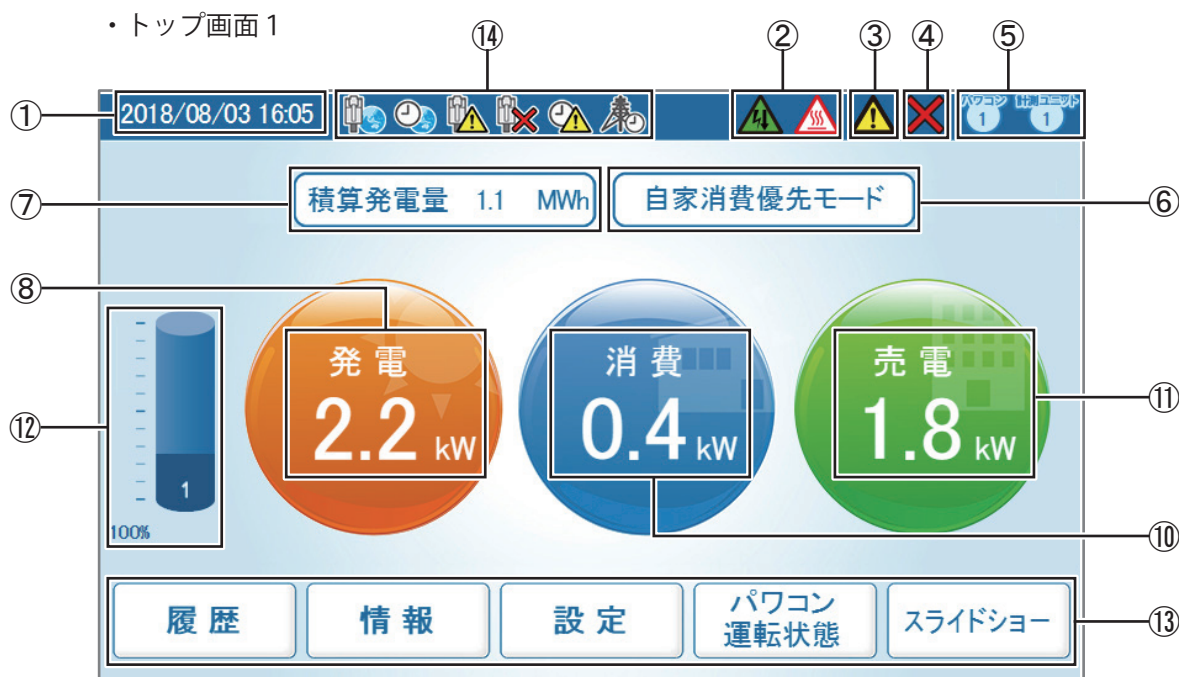 ・トップ画面1
⑭ ② ③ ④ ⑤
① 2018/08/03 16:05
パワコン 1 計測ユニット 1
⑦ 積算発電量 1.1 MWh 自家消費優先モード ⑥
⑧
発電 消費 売電
2.2 kW 0.4 kW 1.8 kW ⑪
⑫ 1
100%
⑩
履歴 情報 設定 パワコン運転状態 スライドショー ⑬